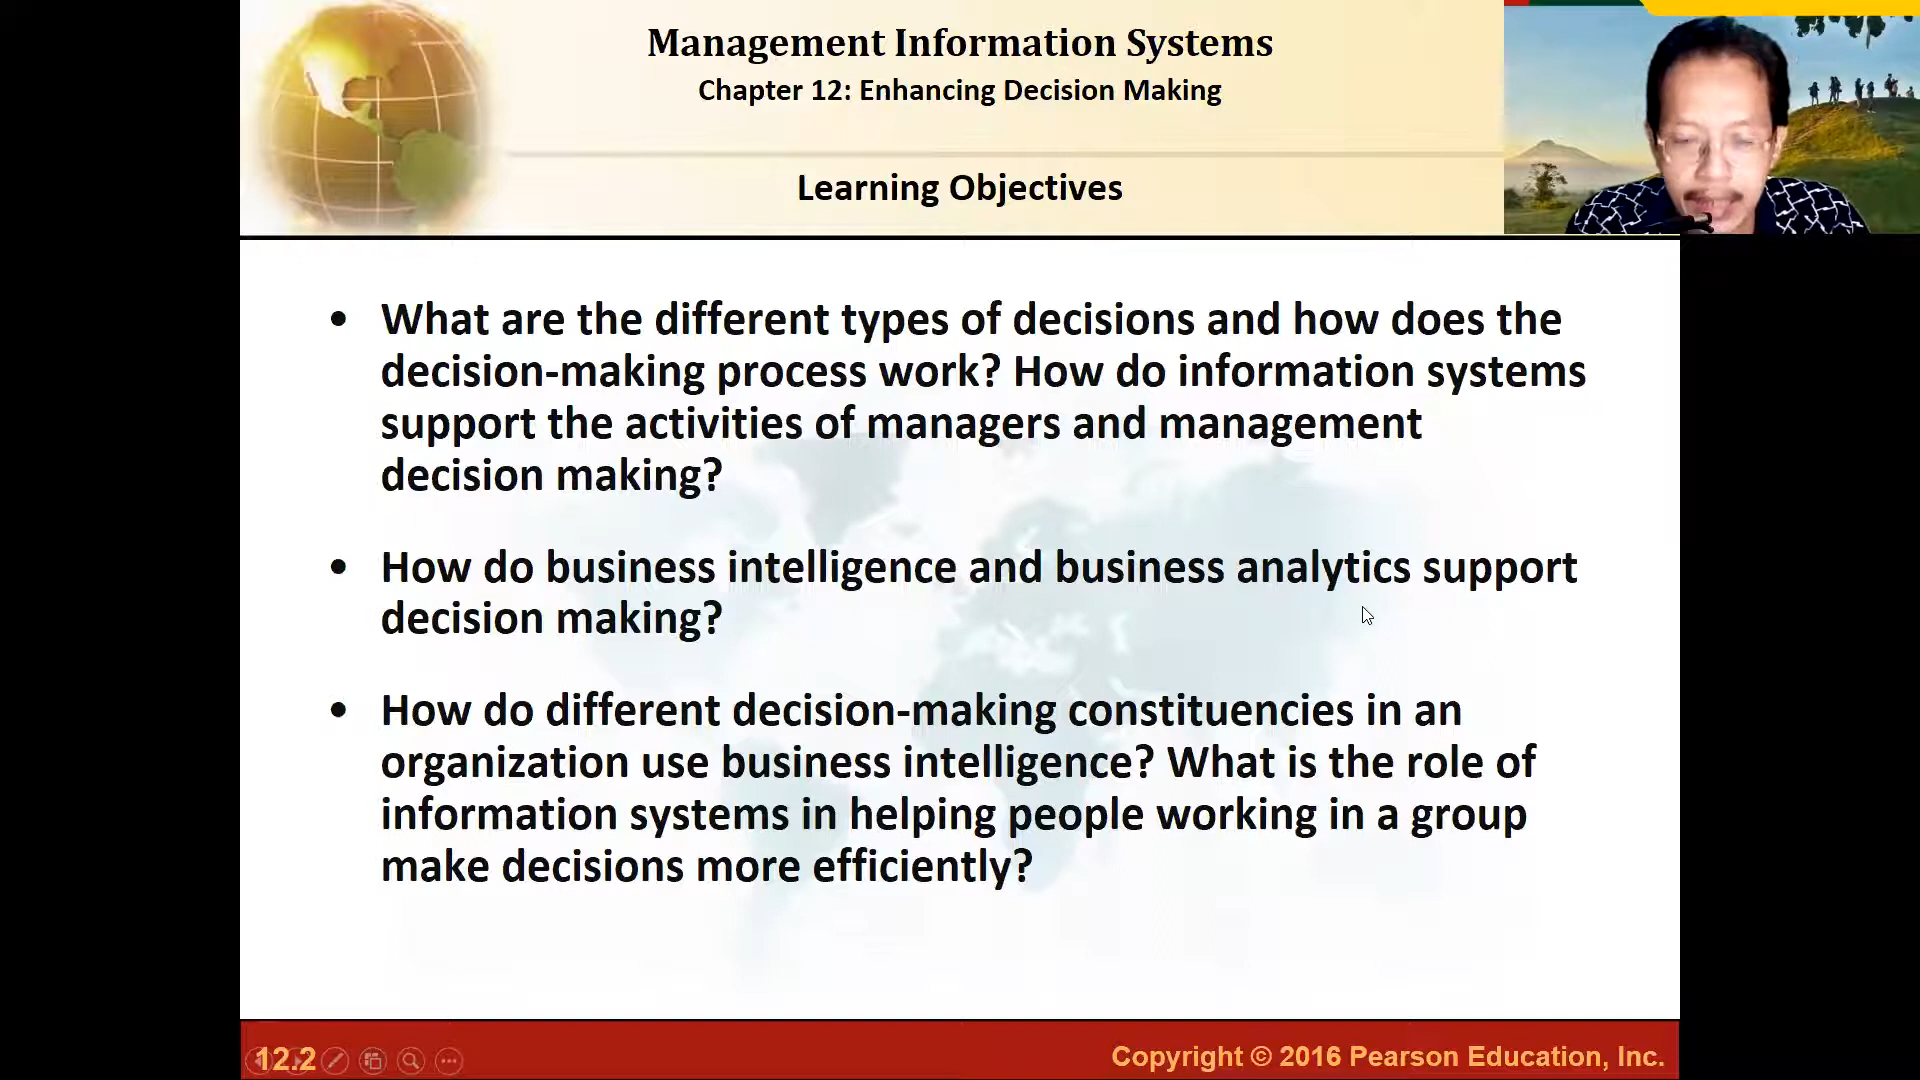 Management Information Systems
Chapter 12: Enhancing Decision Making
Learning Objectives
• What are the different types of decisions and how does the
decision-making process work? How do information systems
support the activities of managers and management
decision making?
• How do business intelligence and business analytics support
decision making?
• How do different decision-making constituencies in an
organization use business intelligence? What is the role of
information systems in helping people working in a group
make decisions more efficiently?
12.2
Copyright © 2016 Pearson Education, Inc.